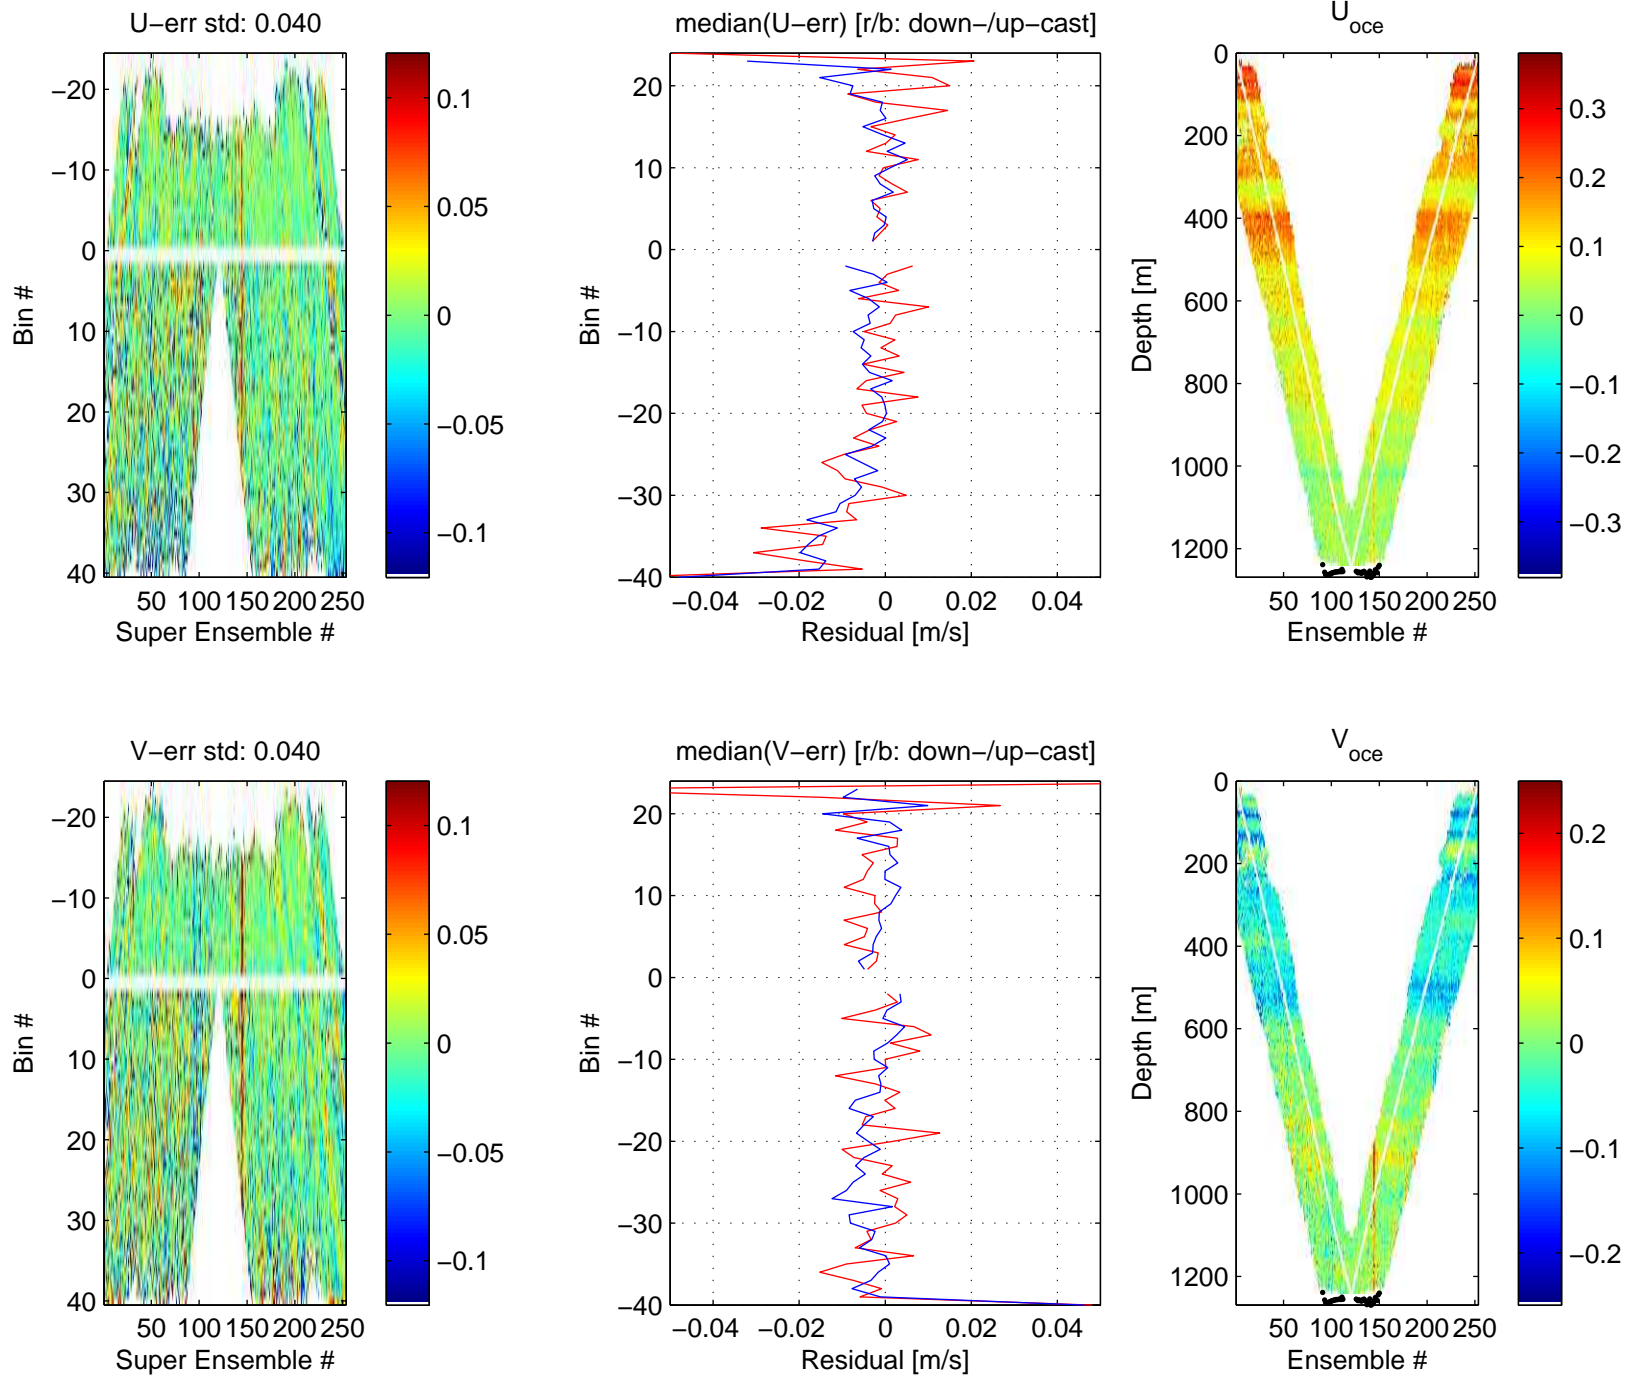 U−err std: 0.040
−20
−10
0
10
20
30
40
Bin #
50 100 150 200 250
Super Ensemble #
0.1
0.05
0
−0.05
−0.1
median(U−err) [r/b: down−/up−cast]
20
10
0
−10
−20
−30
−40
Bin #
−0.04 −0.02 0 0.02 0.04
Residual [m/s]
U_oce
0
200
400
600
800
1000
1200
Depth [m]
50 100 150 200 250
Ensemble #
0.3
0.2
0.1
0
−0.1
−0.2
−0.3
V−err std: 0.040
−20
−10
0
10
20
30
40
Bin #
50 100 150 200 250
Super Ensemble #
0.1
0.05
0
−0.05
−0.1
median(V−err) [r/b: down−/up−cast]
20
10
0
−10
−20
−30
−40
Bin #
−0.04 −0.02 0 0.02 0.04
Residual [m/s]
V_oce
0
200
400
600
800
1000
1200
Depth [m]
50 100 150 200 250
Ensemble #
0.2
0.1
0
−0.1
−0.2